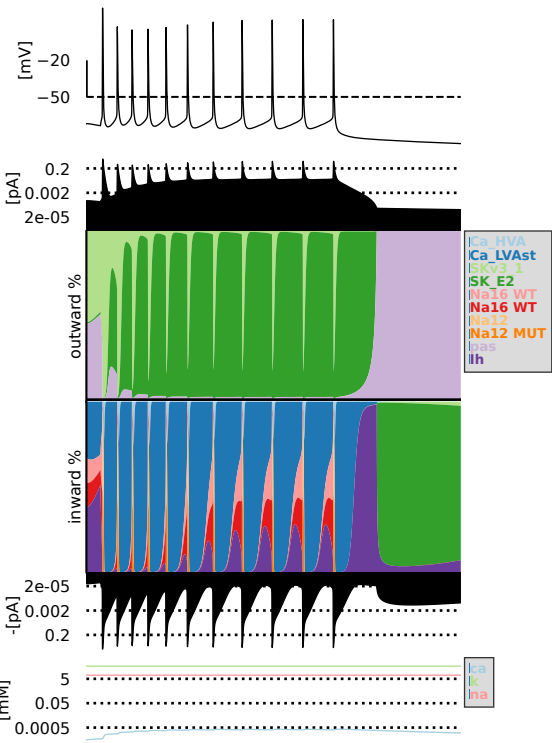 [mV]
−20
−50
[pA]
0.2
0.002
2e-05
outward %
Ca_HVA
Ca_LVAst
SKv3_1
SK_E2
Na16 WT
Na16 WT
Na12
Na12 MUT
pas
Ih
inward %
-[pA]
2e-05
0.002
0.2
[mM]
5
0.05
0.0005
ca
k
na